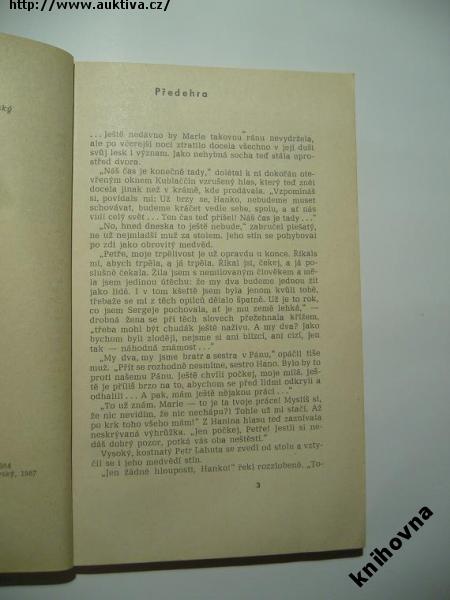 http://www.auktiva.cz/
ský
Předehra
... Ještě nedávno by Marie takovou ránu nevydržela,
ale po včerejší noci ztratilo docela všechno v její duši
svůj lesk i význam. Jako nehybná socha teď stála upro-
střed dvora.
„Náš čas je konečně tady,“ dolétal k ní dokořán ote-
vřeným oknem Kublaččin vzrušený hlas, který teď zněl
docela jinak než v krámě, kde prodávala. „Vzpomínáš
si, povídals mi: Už brzy se, Hanko, nebudeme muset
schovávat, budeme kráčet vedle sebe, spolu, a ať nás
vidí celý svět... Ten čas teď přišel! Náš čas je tady...“
„No, hned dneska to ještě nebude,“ zabručel plešatý,
ne už nejmladší muž za stolem. Jeho stín se pohyboval
po zdi jako obrovitý medvěd.
„Petře, moje trpělivost je už opravdu u konce. Říkals
mi, abych trpěla, a já trpěla. Říkal jsi, čekej, a já po-
slušně čekala. Žila jsem s nemilovaným člověkem a mě-
la jsem jedinou útěchu: že my dva budeme jednou žít
jako lidé. I v tom kšeftě jsem byla jenom kvůli tobě,
třebaže se mi z těch opilců dělalo špatně. Už je to rok,
co jsem Sergeje pochovala, ať je mu země lehká,“ —
drobná žena se při těch slovech přežehnala křížem,
„třeba mohl být chudák ještě naživu. A my dva? Jako
bychom byli zloději, nejsme si ani blízcí, ani cizí, jen
tak — náhodná známost...“
„My dva, my jsme bratr a sestra v Pánu,“ opáčil tiše
muž. „Přít se rozhodně nesmíme, sestro Hano. Bylo by to
proti našemu Pánu. Ještě chvíli počkej, moje milá. Ještě
je příliš brzo na to, abychom se před lidmi odkryli a
odhalili... A pak, mám ještě nějakou práci...“
„To už znám, Marie — to je ta tvoje práce! Myslíš si,
že nic nevidím, že nic nechápu?! Tohle už mi stačí. Až
po krk toho všeho mám!“ Z Hanina hlasu teď zaznívala
neskrývaná výhrůžka. „Jen počkej, Petře! Jestli si ne-
dáš dobrý pozor, potká vás oba neštěstí.“
Vysoký, kostnatý Petr Lahuta se zvedl od stolu a vzty-
čil se i jeho medvědí stín.
„Jen žádné hlouposti, Hanko!“ řekl rozzlobeně. „To-
3
1984
ský, 1987
knihovna